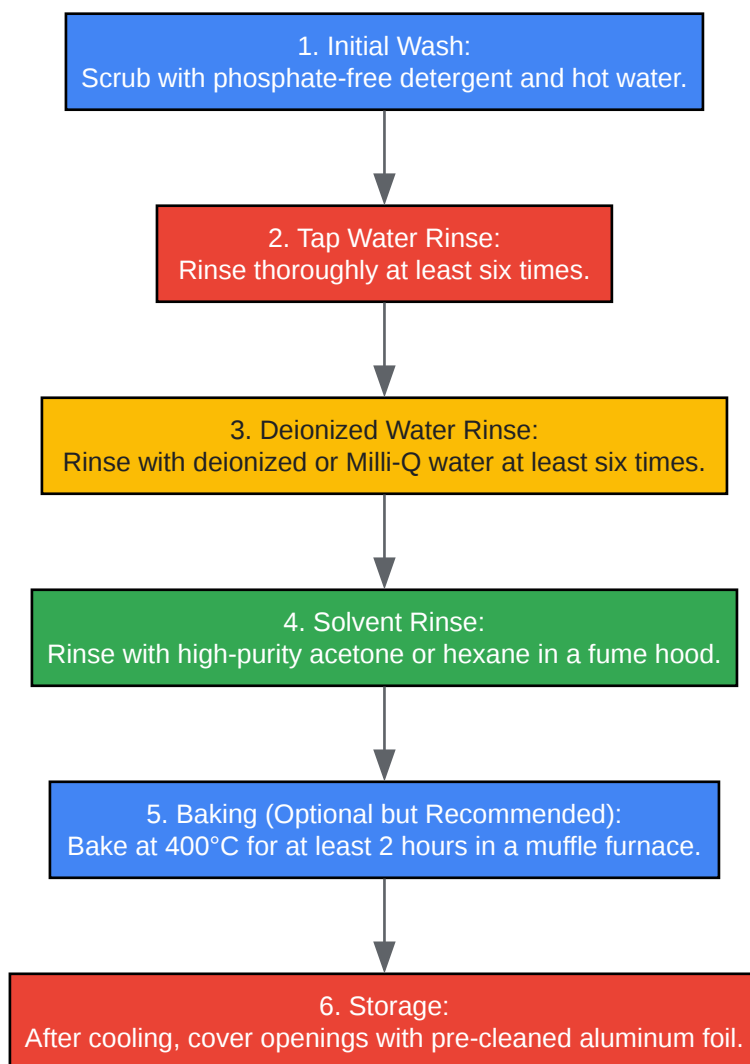 1. Initial Wash:
Scrub with phosphate-free detergent and hot water.
2. Tap Water Rinse:
Rinse thoroughly at least six times.
3. Deionized Water Rinse:
Rinse with deionized or Milli-Q water at least six times.
4. Solvent Rinse:
Rinse with high-purity acetone or hexane in a fume hood.
5. Baking (Optional but Recommended):
Bake at 400°C for at least 2 hours in a muffle furnace.
6. Storage:
After cooling, cover openings with pre-cleaned aluminum foil.